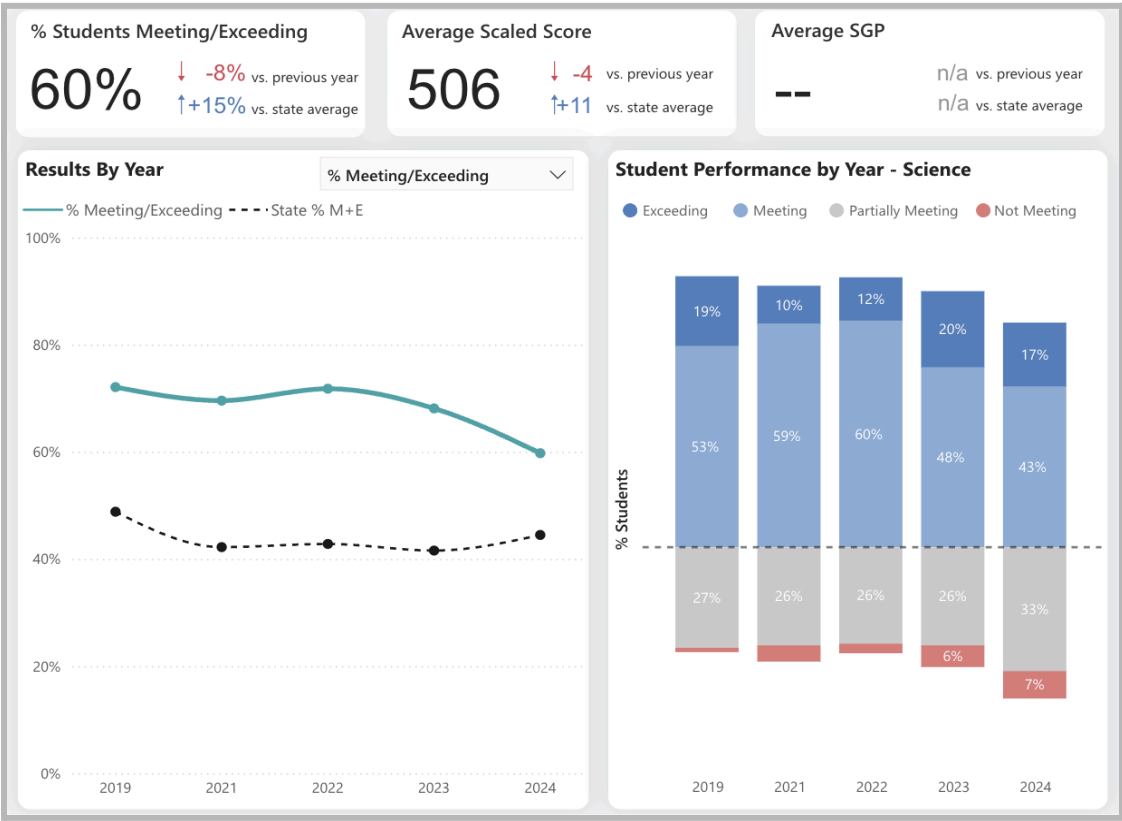 % Students Meeting/Exceeding
60%
↓ -8% vs. previous year
↑+15% vs. state average
Average Scaled Score
506
↓ -4 vs. previous year
↑+11 vs. state average
Average SGP
--
n/a vs. previous year
n/a vs. state average
Results By Year
% Meeting/Exceeding
% Meeting/Exceeding State % M+E
100%
80%
60%
40%
20%
0%
2019 2021 2022 2023 2024
Student Performance by Year - Science
Exceeding Meeting Partially Meeting Not Meeting
% Students
19% 10% 12% 20% 17%
53% 59% 60% 48% 43%
27% 26% 26% 26% 33%
6% 7%
2019 2021 2022 2023 2024